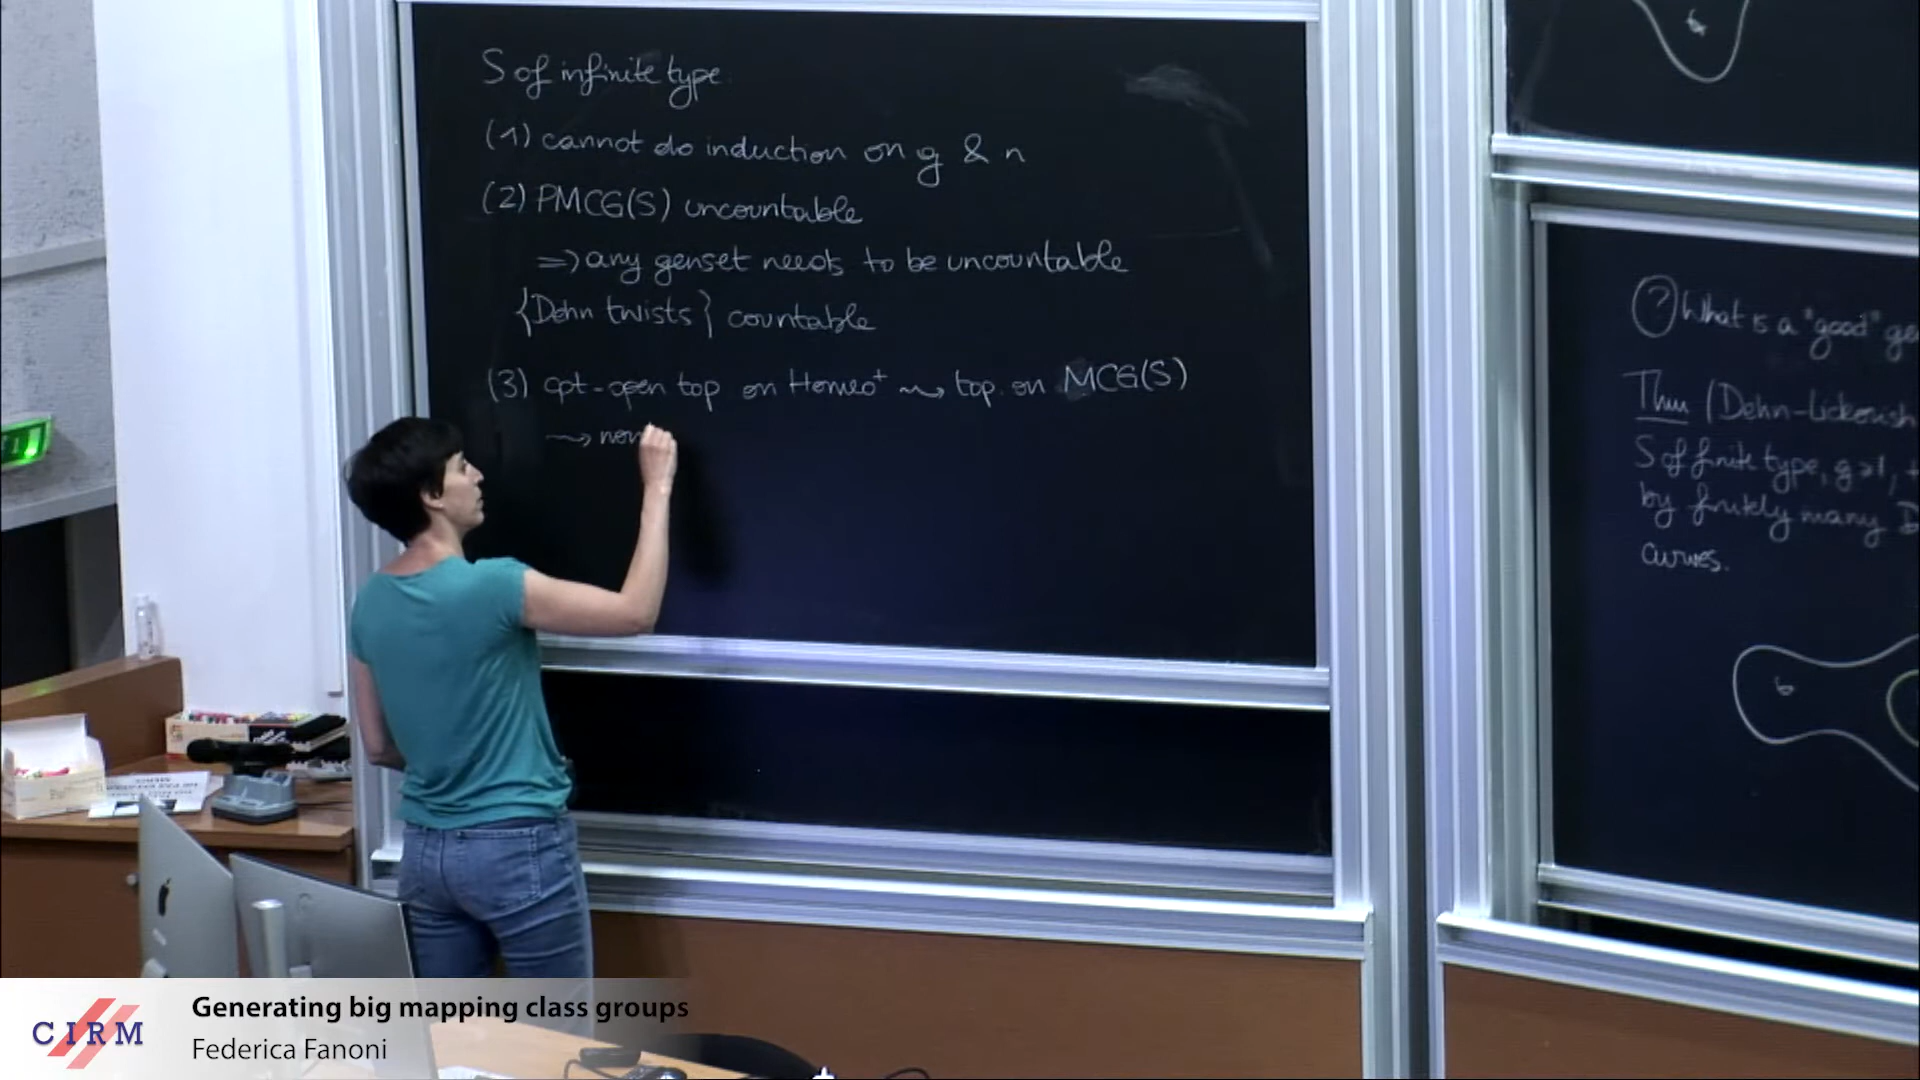 S of infinite type
(1) cannot do induction on g & n
(2) PMCG(S) uncountable
=> any genset needs to be uncountable
{Dehn twists} countable
(3) cpt-open top on Homeo⁺ ⇝ top. on MCG(S)
⇝ non
? What is a "good" ge
Thm (Dehn-Lickorish
S of finite type, g≥1, +
by finitely many D
curves.
CIRM
Generating big mapping class groups
Federica Fanoni